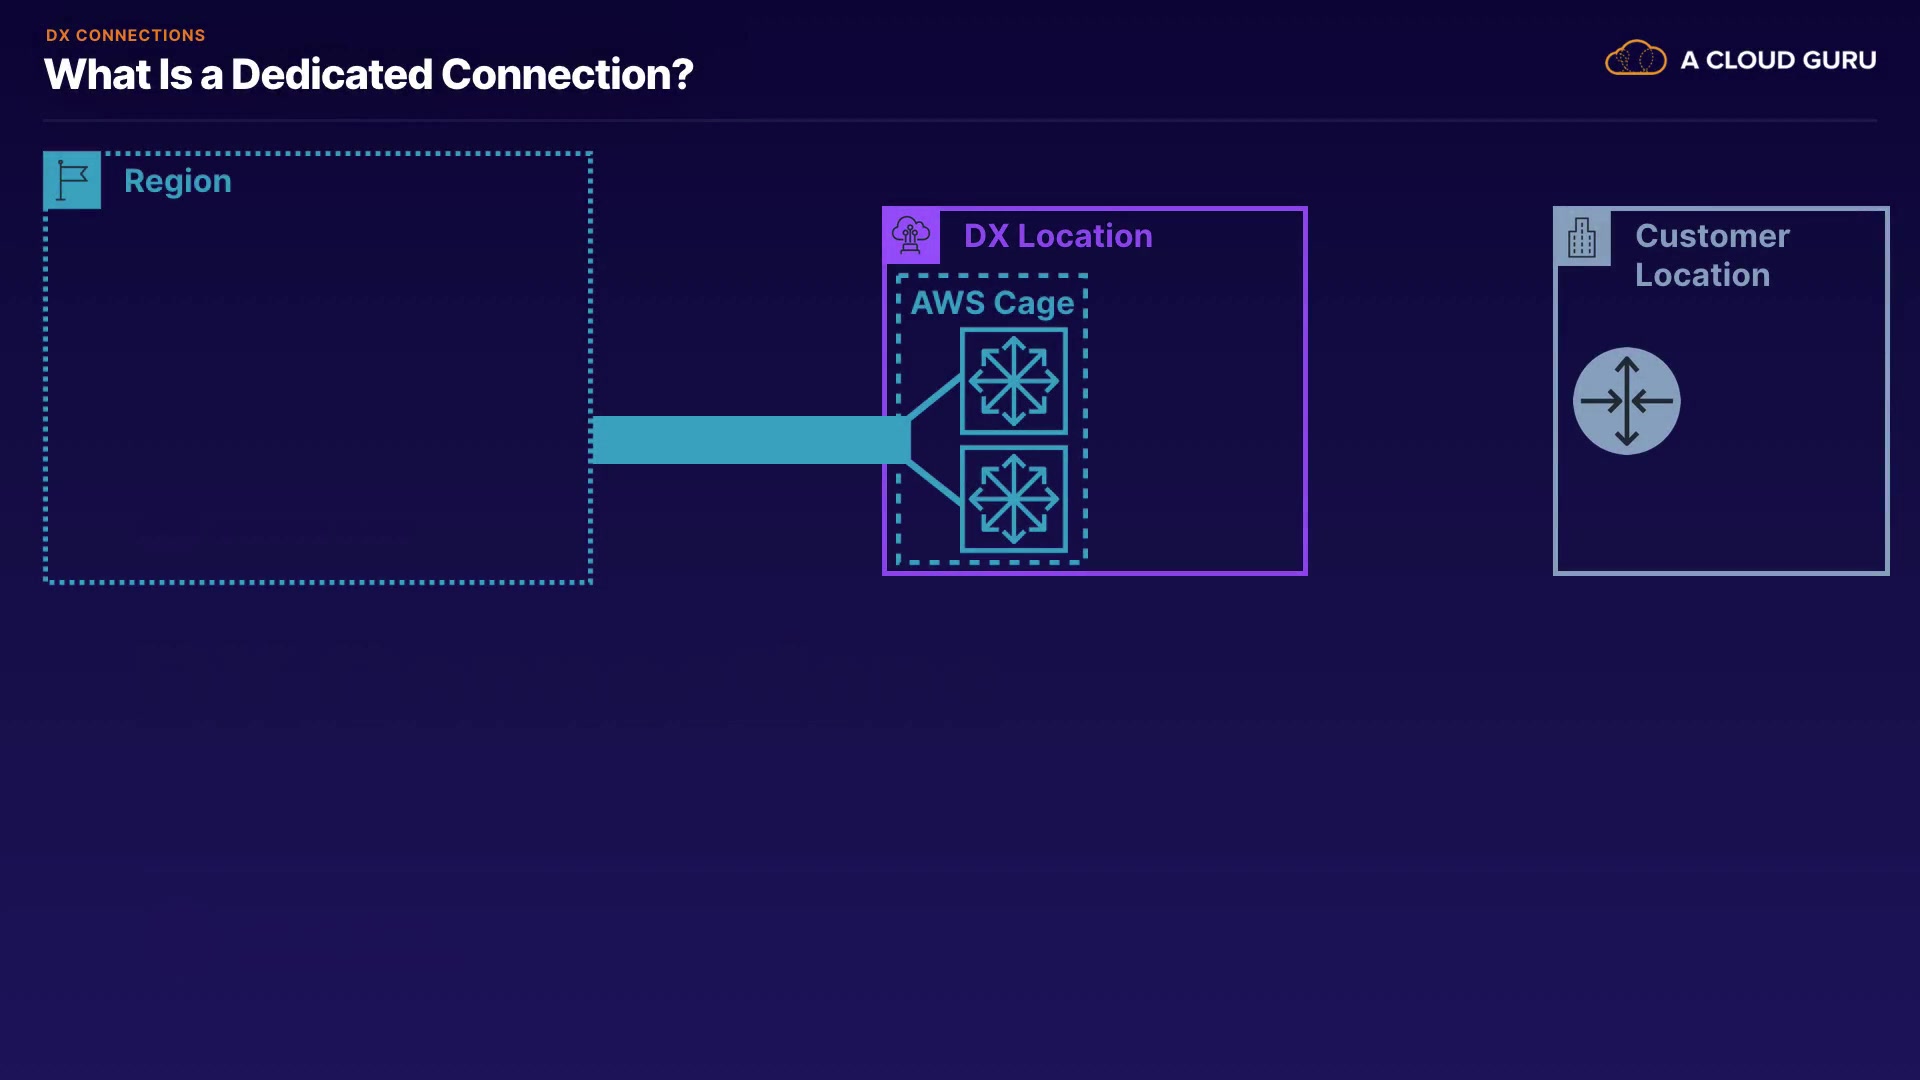 DX CONNECTIONS
What Is a Dedicated Connection?
A CLOUD GURU
Region
DX Location
AWS Cage
Customer
Location